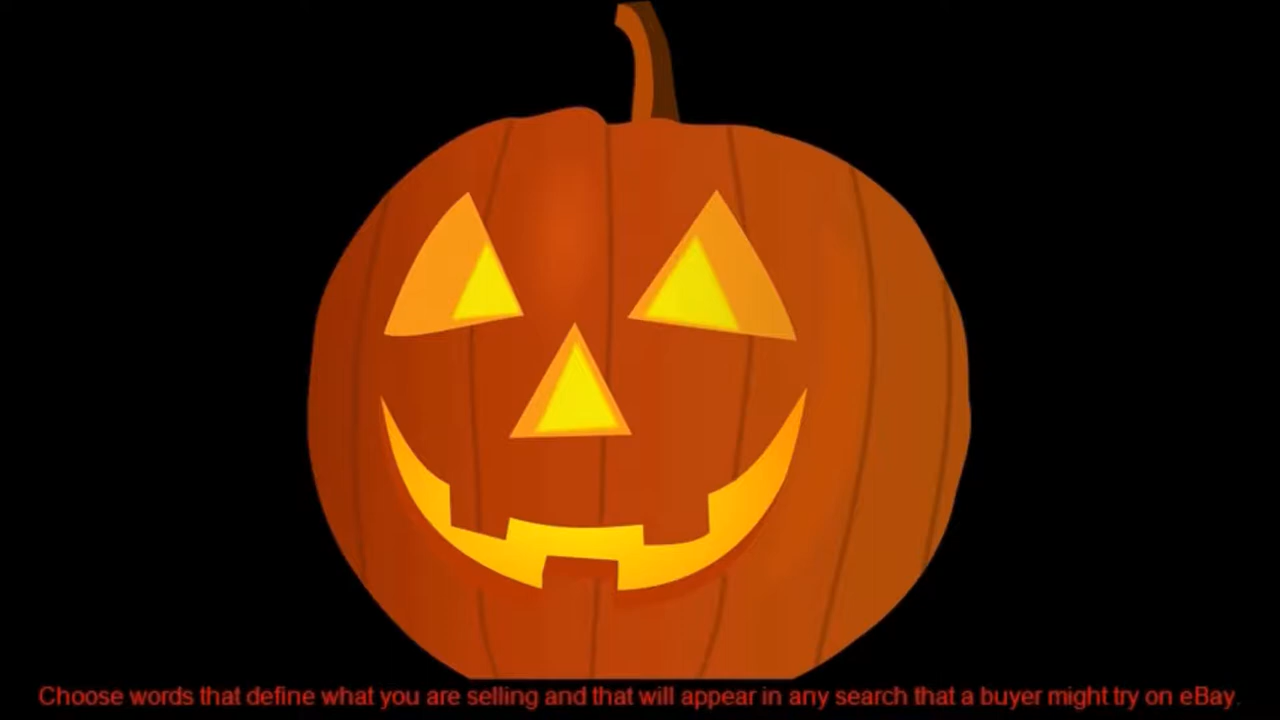 Choose words that define what you are selling and that will appear in any search that a buyer might try on eBay.